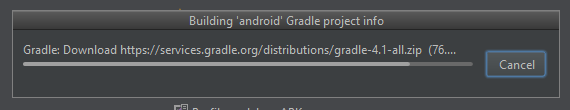 Building 'android' Gradle project info
Gradle: Download https://services.gradle.org/distributions/gradle-4.1-all.zip (76....
Cancel